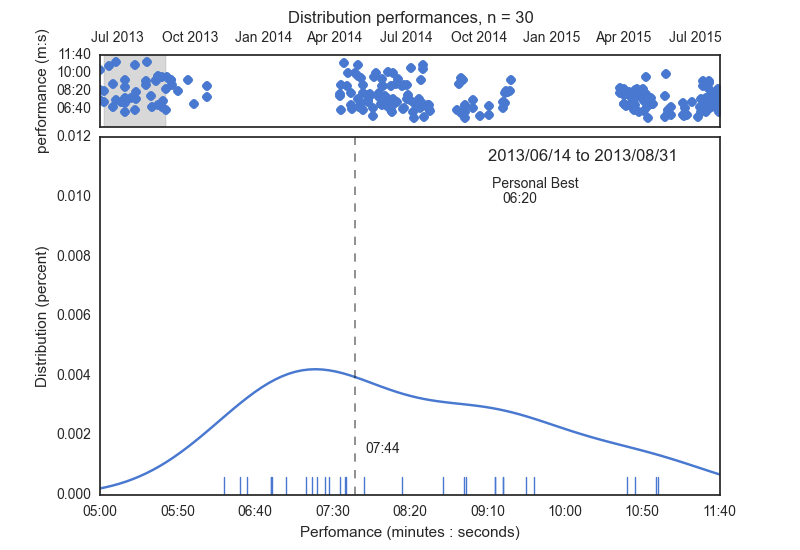 Distribution performances, n = 30
Jul 2013 Oct 2013 Jan 2014 Apr 2014 Jul 2014 Oct 2014 Jan 2015 Apr 2015 Jul 2015
performance (m:s)
11:40
10:00
08:20
06:40
Distribution (percent)
0.012
0.010
0.008
0.006
0.004
0.002
0.000
2013/06/14 to 2013/08/31
Personal Best
06:20
07:44
05:00 05:50 06:40 07:30 08:20 09:10 10:00 10:50 11:40
Perfomance (minutes : seconds)